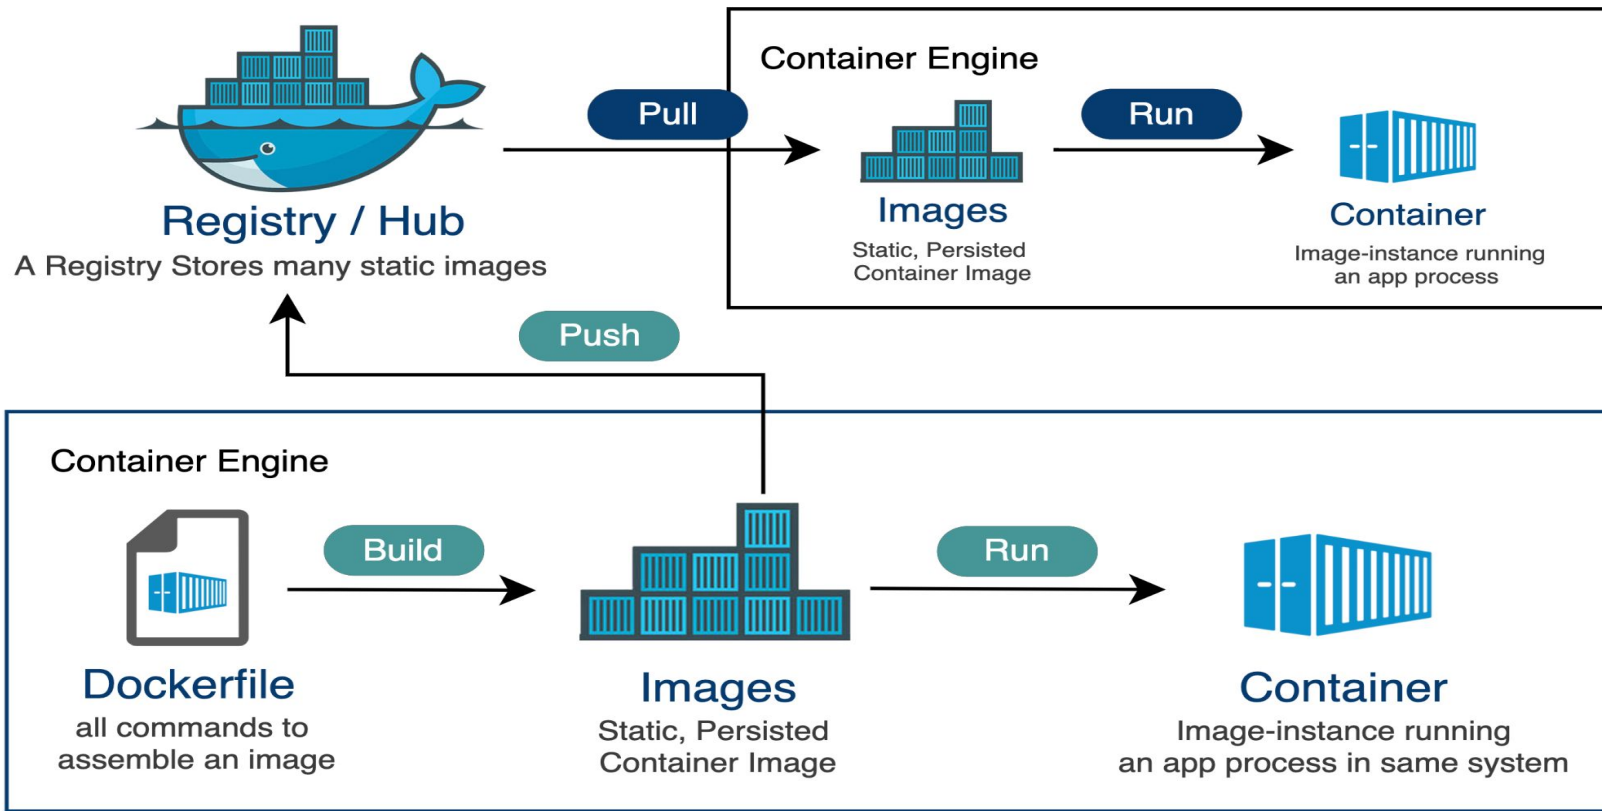 Container Engine
Pull
Run
Registry / Hub
A Registry Stores many static images
Images
Static, Persisted
Container Image
Container
Image-instance running
an app process
Push
Container Engine
Build
Run
Dockerfile
all commands to
assemble an image
Images
Static, Persisted
Container Image
Container
Image-instance running
an app process in same system